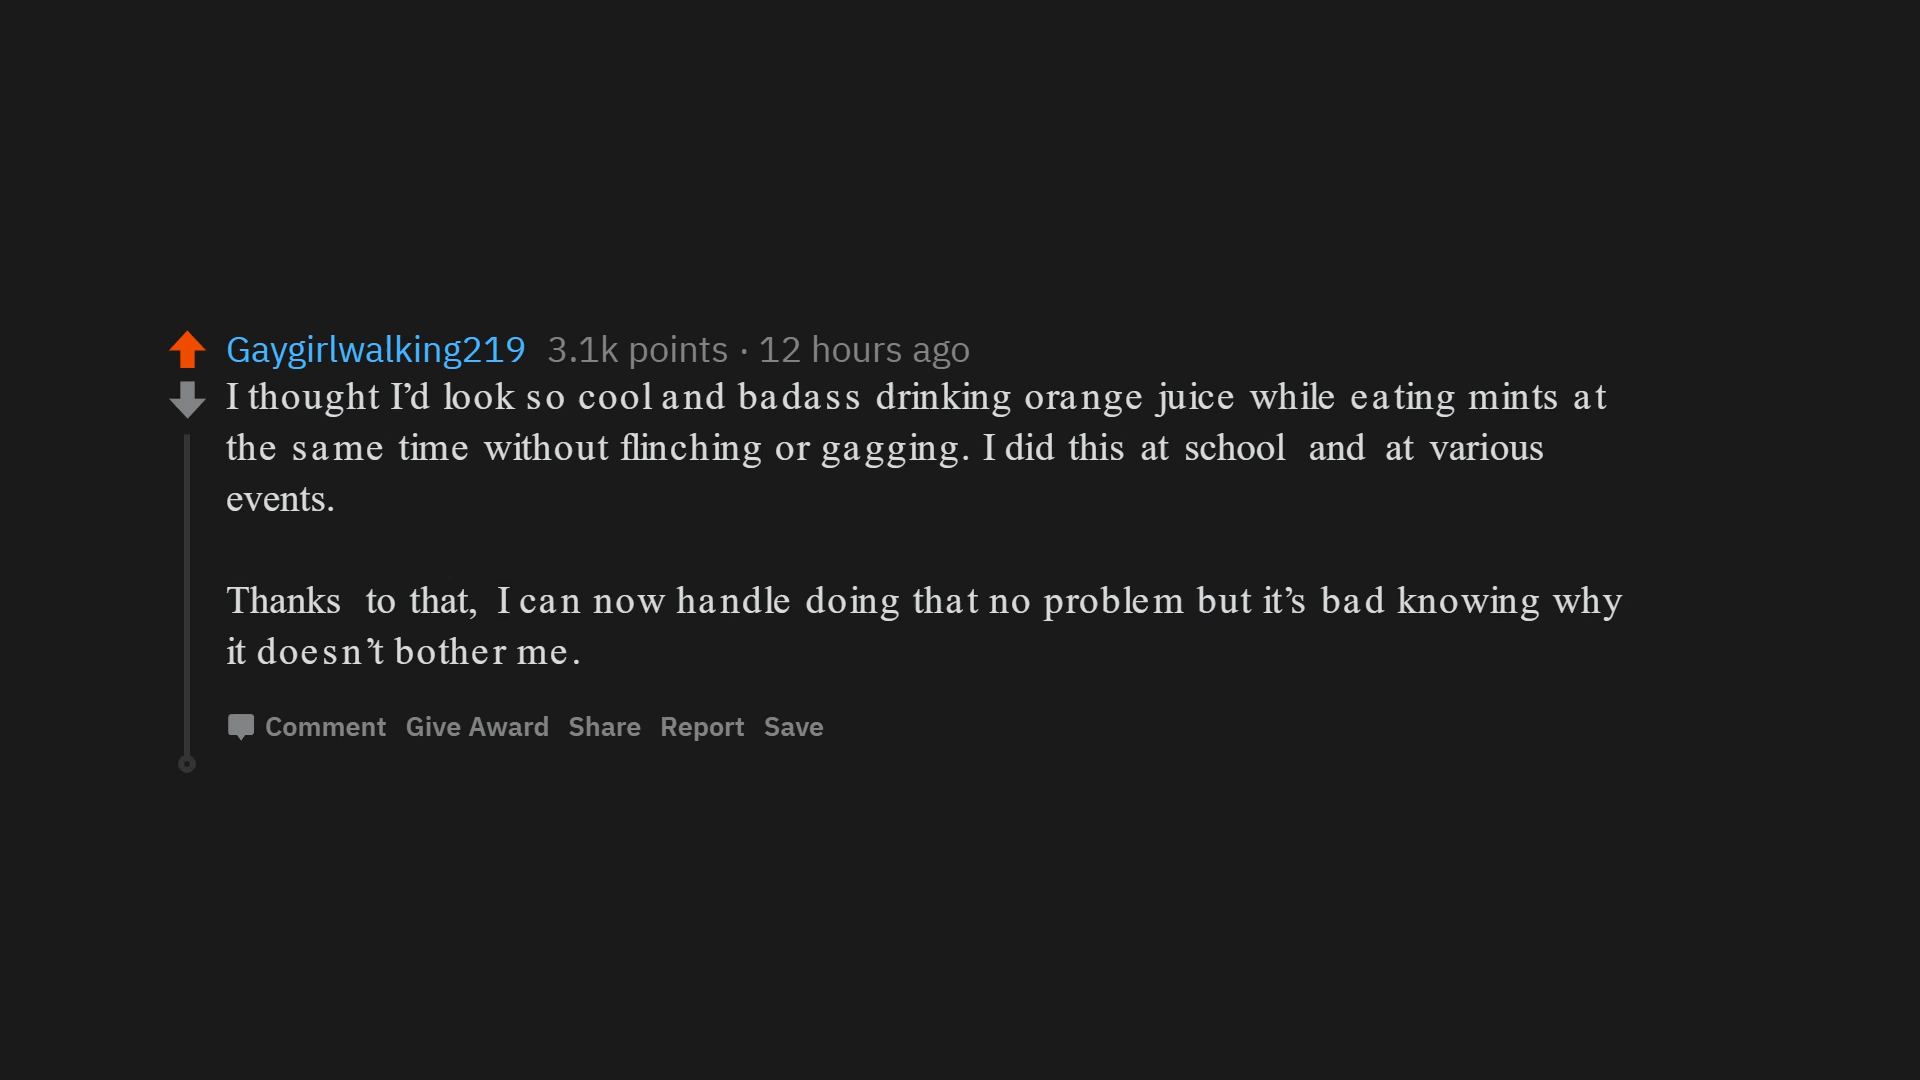 Gaygirlwalking219 3.1k points · 12 hours ago
I thought I’d look so cool and badass drinking orange juice while eating mints at
the same time without flinching or gagging. I did this at school and at various
events.
Thanks to that, I can now handle doing that no problem but it’s bad knowing why
it doesn’t bother me.
Comment Give Award Share Report Save